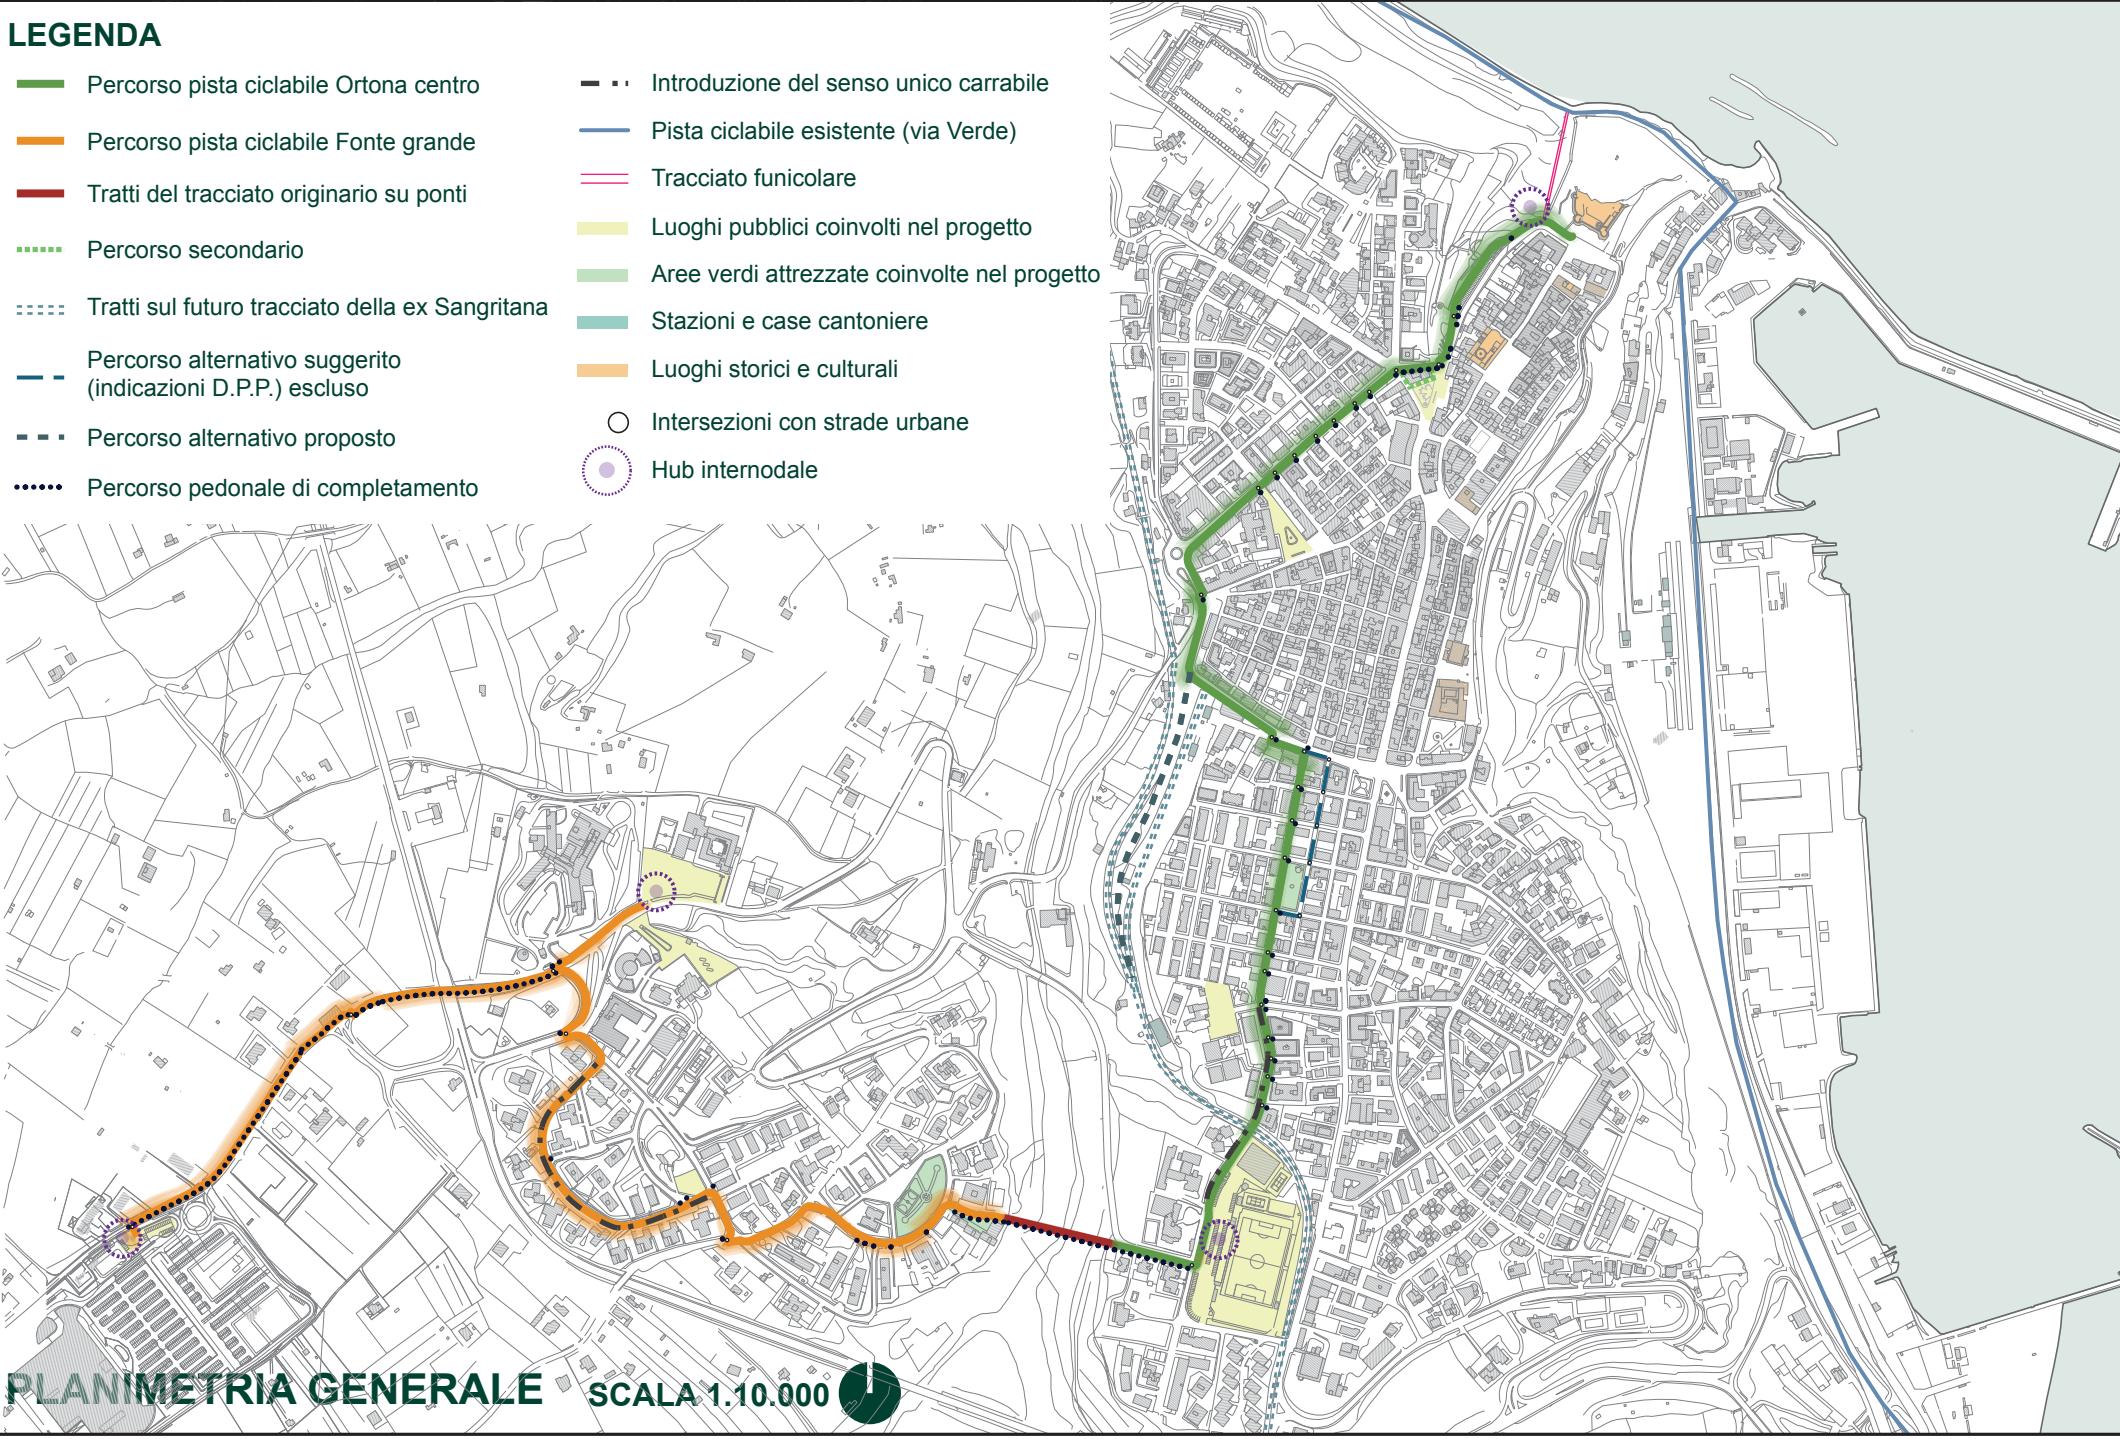 LEGENDA
Percorso pista ciclabile Ortona centro
Percorso pista ciclabile Fonte grande
Tratti del tracciato originario su ponti
Percorso secondario
Tratti sul futuro tracciato della ex Sangritana
Percorso alternativo suggerito
(indicazioni D.P.P.) escluso
Percorso alternativo proposto
Percorso pedonale di completamento
Introduzione del senso unico carrabile
Pista ciclabile esistente (via Verde)
Tracciato funicolare
Luoghi pubblici coinvolti nel progetto
Aree verdi attrezzate coinvolte nel progetto
Stazioni e case cantoniere
Luoghi storici e culturali
Intersezioni con strade urbane
Hub internodale
PLANIMETRIA GENERALE SCALA 1.10.000